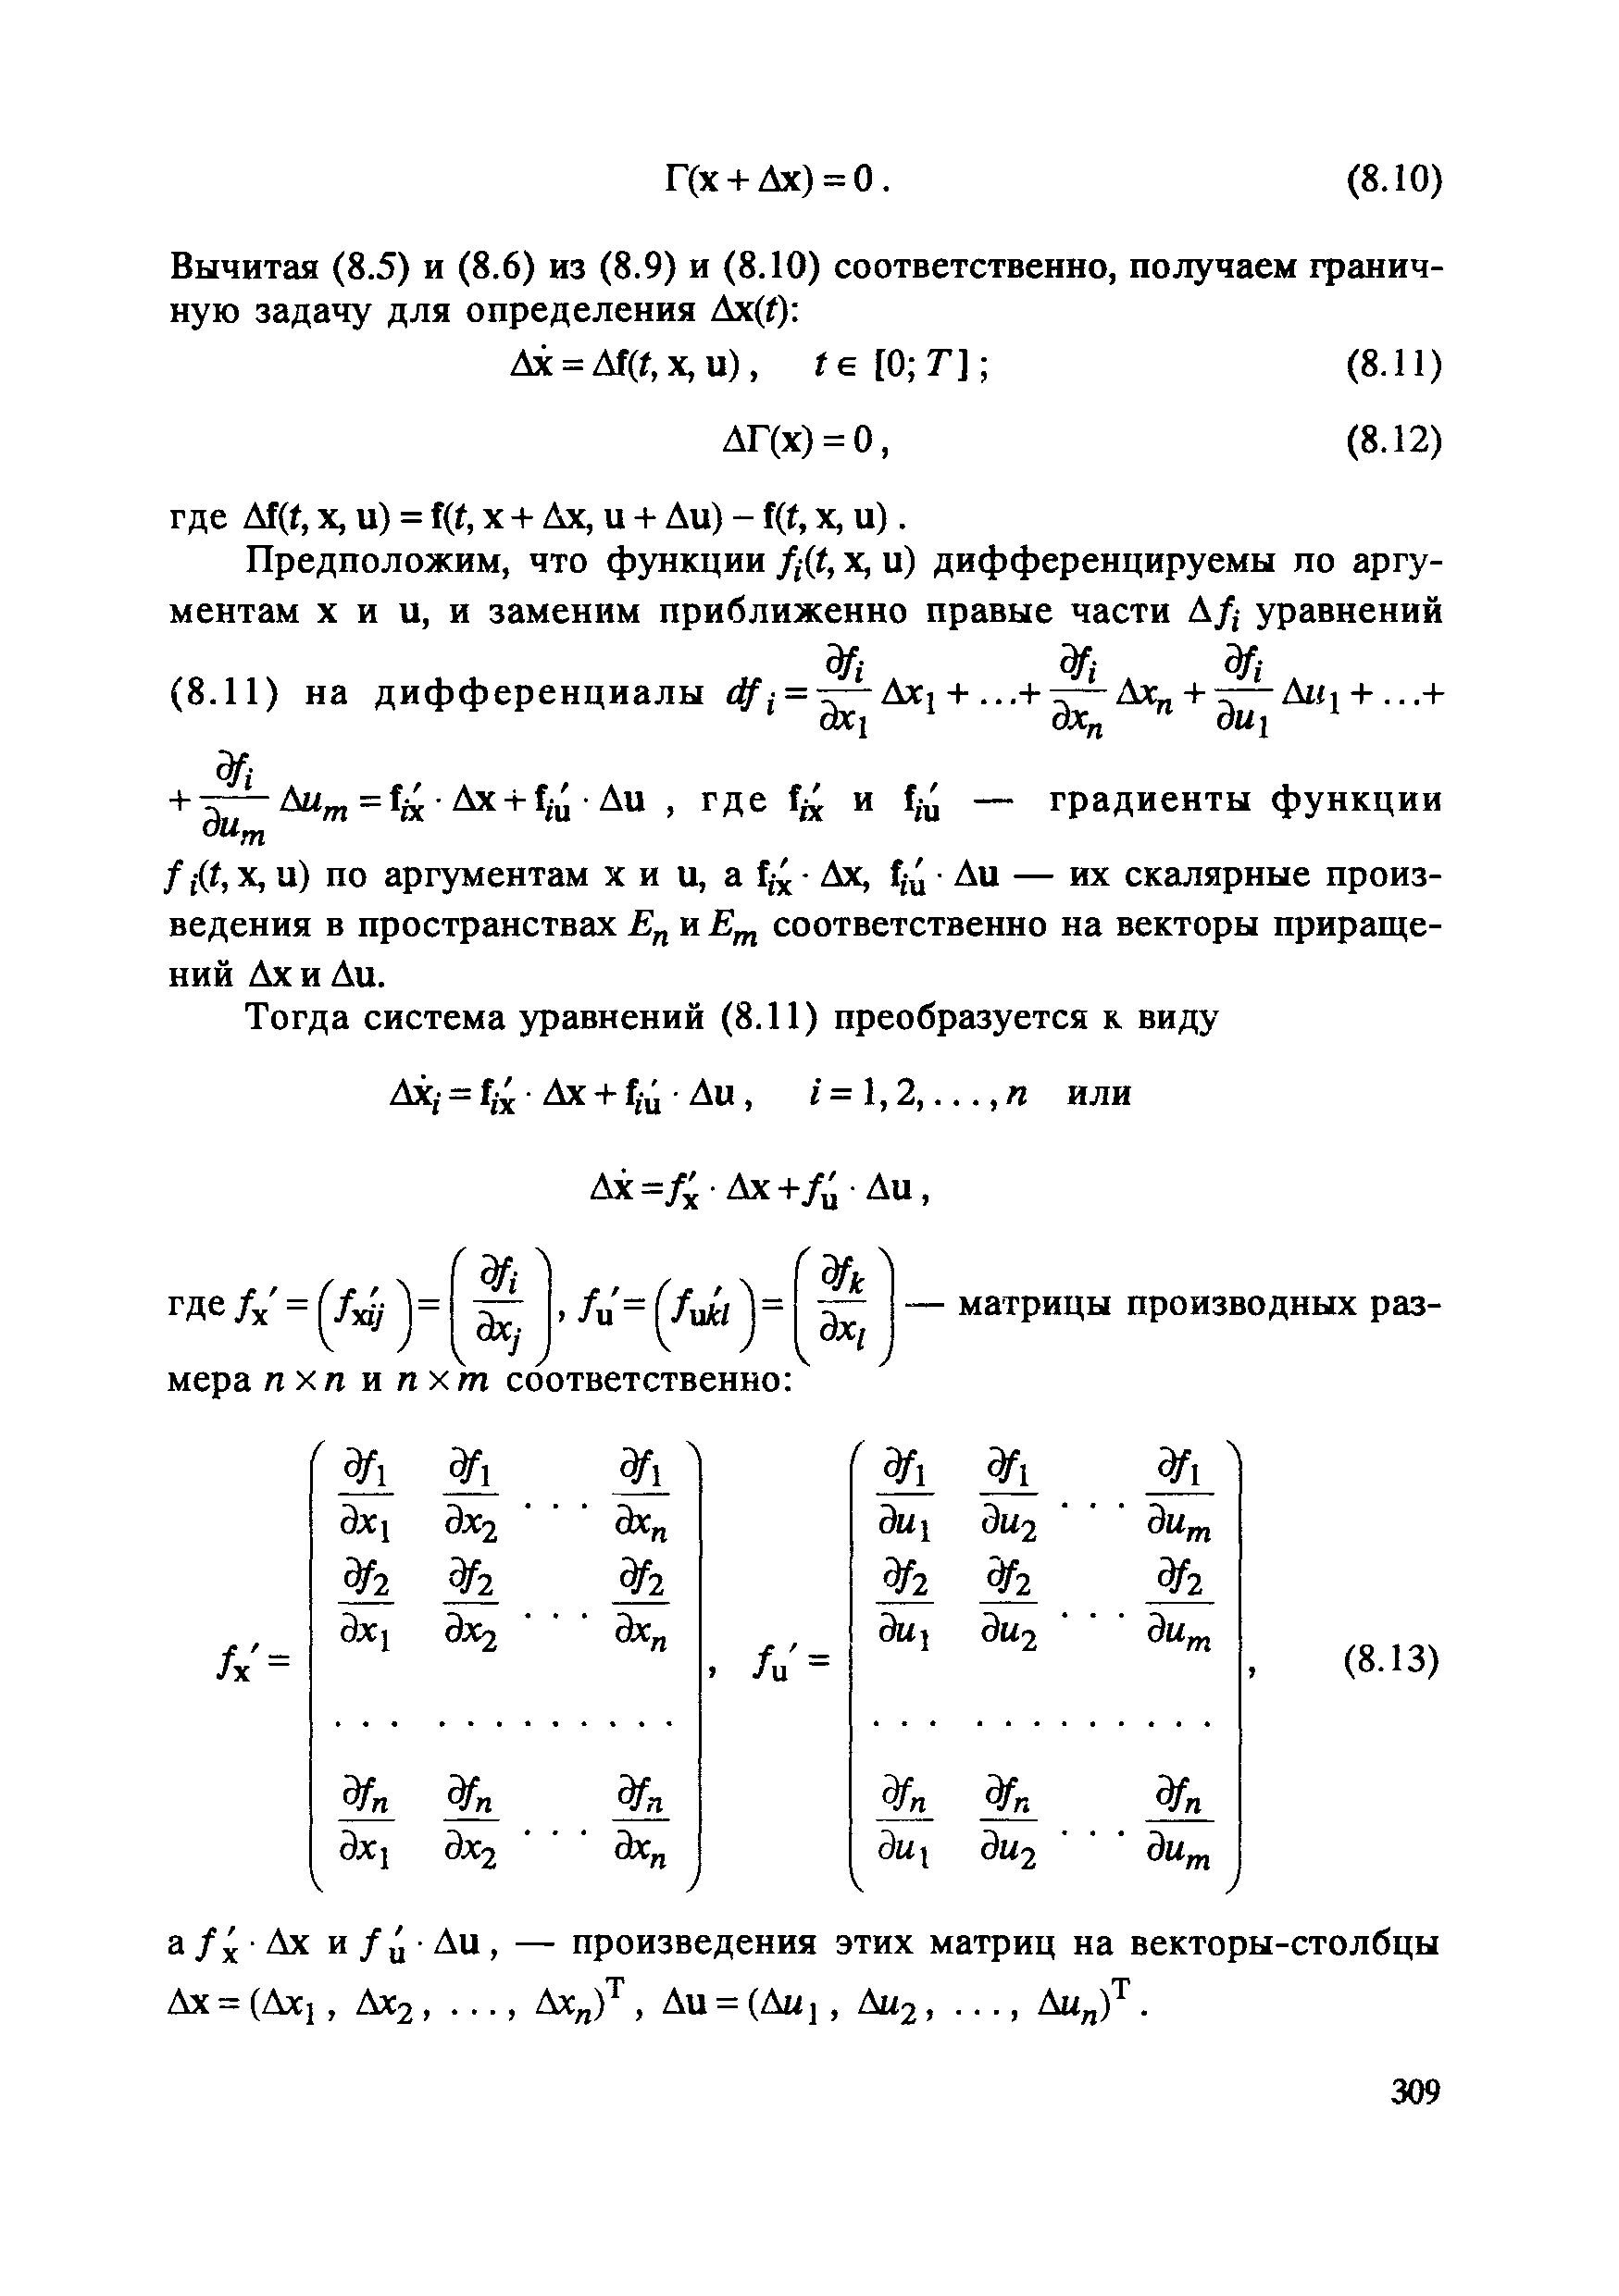 Γ(x + Δx) = 0 . (8.10)
Вычитая (8.5) и (8.6) из (8.9) и (8.10) соответственно, получаем гранич-
ную задачу для определения Δx(t):
Δẋ = Δf(t, x, u) , t ∈ [0; T] ; (8.11)
ΔΓ(x) = 0 , (8.12)
где Δf(t, x, u) = f(t, x + Δx, u + Δu) – f(t, x, u) .
Предположим, что функции fᵢ(t, x, u) дифференцируемы по аргу-
ментам x и u, и заменим приближенно правые части Δfᵢ уравнений
(8.11) на дифференциалы dfᵢ = ∂fᵢ/∂x₁ Δx₁ + ...+ ∂fᵢ/∂xₙ Δxₙ + ∂fᵢ/∂u₁ Δu₁ + ...+
+ ∂fᵢ/∂uₘ Δuₘ = f′ᵢₓ · Δx + f′ᵢᵤ · Δu , где f′ᵢₓ и f′ᵢᵤ — градиенты функции
fᵢ(t, x, u) по аргументам x и u, а f′ᵢₓ · Δx, f′ᵢᵤ · Δu — их скалярные произ-
ведения в пространствах Eₙ и Eₘ соответственно на векторы прираще-
ний Δx и Δu.
Тогда система уравнений (8.11) преобразуется к виду
Δẋᵢ = f′ᵢₓ · Δx + f′ᵢᵤ · Δu , i = 1, 2, . . . , n или
Δẋ = f′ₓ · Δx + f′ᵤ · Δu ,
где fₓ′ = (f′ₓᵢⱼ) = (∂fᵢ/∂xⱼ), fᵤ′ = (f′ᵤₖₗ) = (∂fₖ/∂xₗ) — матрицы производных раз-
мера n × n и n × m соответственно:
∂f₁/∂x₁ ∂f₁/∂x₂ · · · ∂f₁/∂xₙ ∂f₁/∂u₁ ∂f₁/∂u₂ · · · ∂f₁/∂uₘ
∂f₂/∂x₁ ∂f₂/∂x₂ · · · ∂f₂/∂xₙ ∂f₂/∂u₁ ∂f₂/∂u₂ · · · ∂f₂/∂uₘ
fₓ′ = , fᵤ′ = , (8.13)
. . . . . . . . . . . . . . . . . . . . . . . .
∂fₙ/∂x₁ ∂fₙ/∂x₂ · · · ∂fₙ/∂xₙ ∂fₙ/∂u₁ ∂fₙ/∂u₂ · · · ∂fₙ/∂uₘ
а f′ₓ · Δx и f′ᵤ · Δu , — произведения этих матриц на векторы-столбцы
Δx = (Δx₁ , Δx₂ , ..., Δxₙ)ᵀ , Δu = (Δu₁ , Δu₂ , ..., Δuₙ)ᵀ .
309